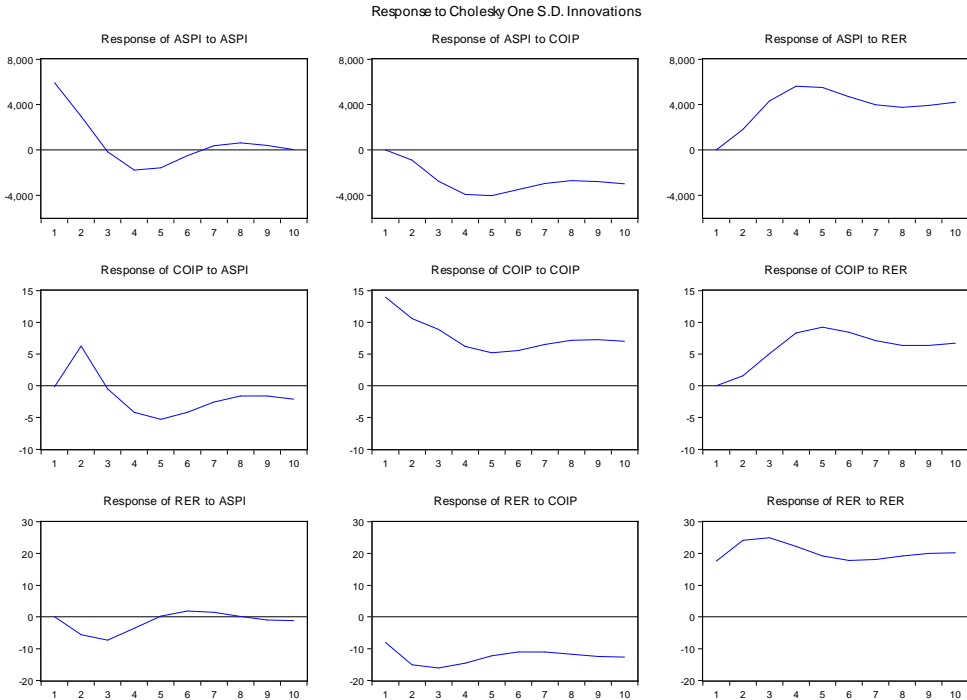 Response to Cholesky One S.D. Innovations
Response of ASPI to ASPI
8,000
4,000
0
-4,000
1 2 3 4 5 6 7 8 9 10
Response of ASPI to COIP
8,000
4,000
0
-4,000
1 2 3 4 5 6 7 8 9 10
Response of ASPI to RER
8,000
4,000
0
-4,000
1 2 3 4 5 6 7 8 9 10
Response of COIP to ASPI
15
10
5
0
-5
-10
1 2 3 4 5 6 7 8 9 10
Response of COIP to COIP
15
10
5
0
-5
-10
1 2 3 4 5 6 7 8 9 10
Response of COIP to RER
15
10
5
0
-5
-10
1 2 3 4 5 6 7 8 9 10
Response of RER to ASPI
30
20
10
0
-10
-20
1 2 3 4 5 6 7 8 9 10
Response of RER to COIP
30
20
10
0
-10
-20
1 2 3 4 5 6 7 8 9 10
Response of RER to RER
30
20
10
0
-10
-20
1 2 3 4 5 6 7 8 9 10